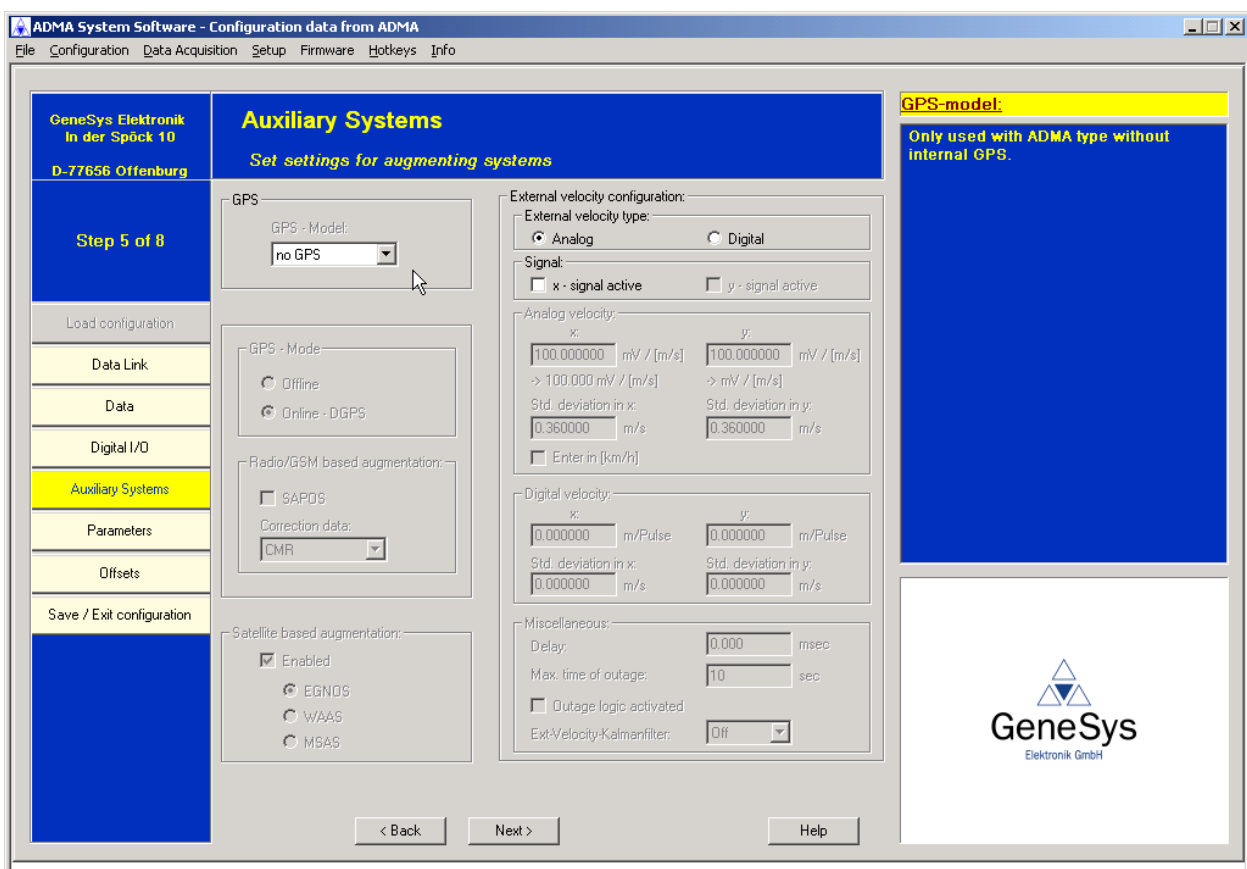 ADMA System Software - Configuration data from ADMA
File Configuration Data Acquisition Setup Firmware Hotkeys Info
GeneSys Elektronik
In der Spöck 10
D-77656 Offenburg
Auxiliary Systems
Set settings for augmenting systems
Step 5 of 8
Load configuration
Data Link
Data
Digital I/O
Auxiliary Systems
Parameters
Offsets
Save / Exit configuration
GPS
GPS - Model:
no GPS
GPS - Mode
Offline
Online - DGPS
Radio/GSM based augmentation:
SAPOS
Correction data:
CMR
Satellite based augmentation:
Enabled
EGNOS
WAAS
MSAS
External velocity configuration:
External velocity type:
Analog Digital
Signal:
x - signal active y - signal active
Analog velocity:
x: y:
100.000000 mV / [m/s] 100.000000 mV / [m/s]
-> 100.000 mV / [m/s] -> mV / [m/s]
Std. deviation in x: Std. deviation in y:
0.360000 m/s 0.360000 m/s
Enter in [km/h]
Digital velocity:
x: y:
0.000000 m/Pulse 0.000000 m/Pulse
Std. deviation in x: Std. deviation in y:
0.000000 m/s 0.000000 m/s
Miscellaneous:
Delay: 0.000 msec
Max. time of outage: 10 sec
Outage logic activated
Ext-Velocity-Kalmanfilter: Off
< Back Next > Help
GPS-model:
Only used with ADMA type without
internal GPS.
GeneSys
Elektronik GmbH